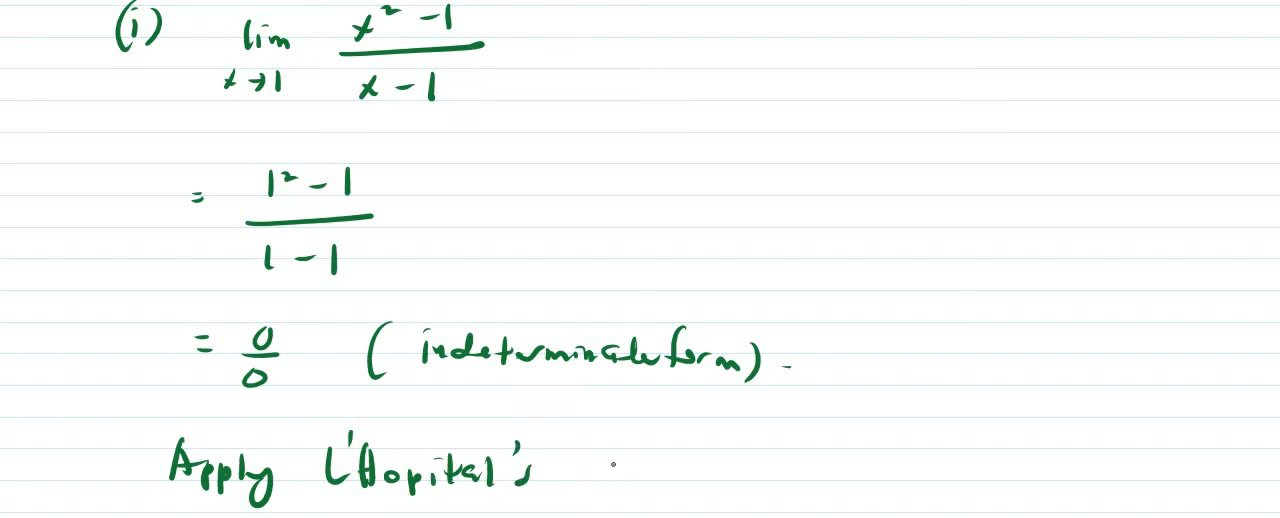 (i) lim x→1 x² - 1 / x - 1
= 1² - 1 / 1 - 1
= 0/0 (indeterminate form).
Apply L'Hopital's